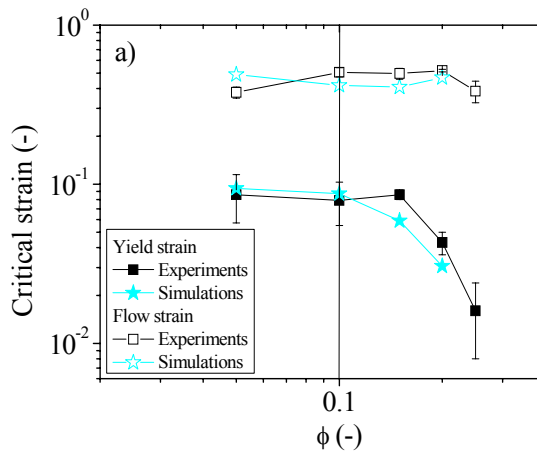 a)
10^0
10^-1
10^-2
Critical strain (-)
Yield strain
Experiments
Simulations
Flow strain
Experiments
Simulations
0.1
ϕ (-)